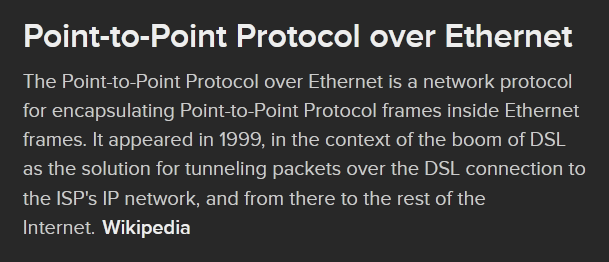 Point-to-Point Protocol over Ethernet
The Point-to-Point Protocol over Ethernet is a network protocol
for encapsulating Point-to-Point Protocol frames inside Ethernet
frames. It appeared in 1999, in the context of the boom of DSL
as the solution for tunneling packets over the DSL connection to
the ISP's IP network, and from there to the rest of the
Internet. Wikipedia